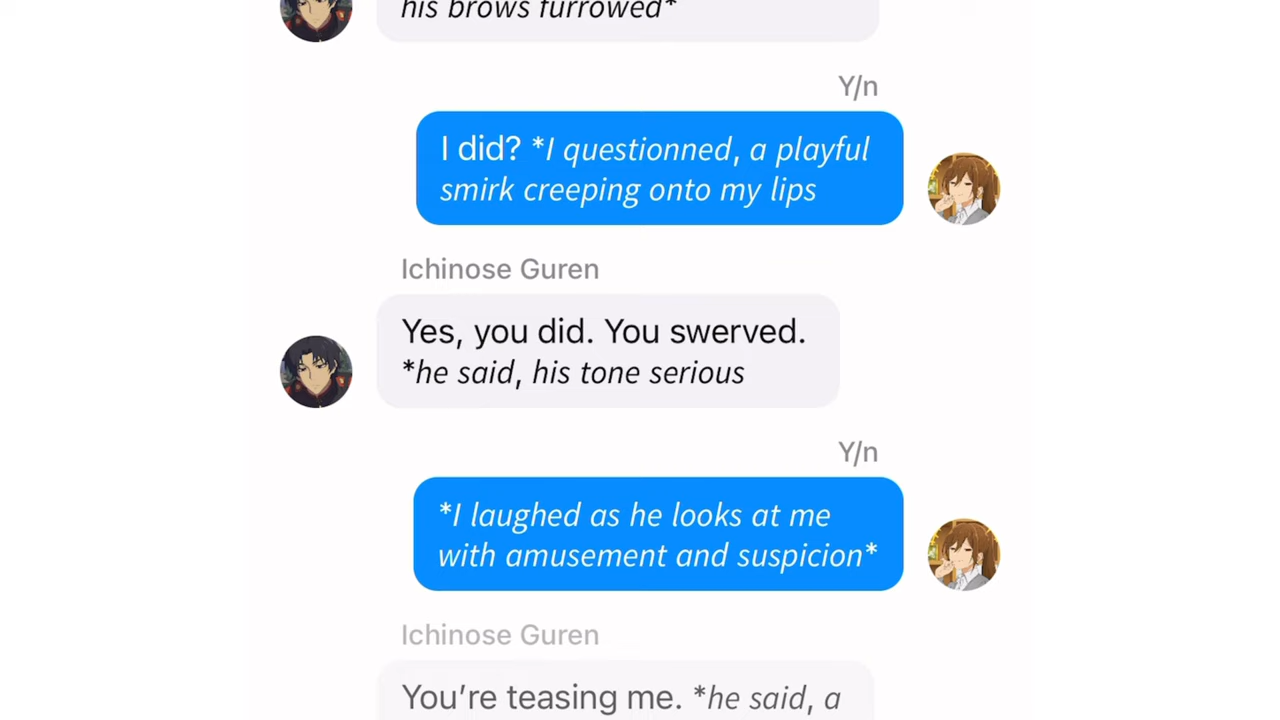 his brows furrowed*
Y/n
I did? *I questionned, a playful
smirk creeping onto my lips
Ichinose Guren
Yes, you did. You swerved.
*he said, his tone serious
Y/n
*I laughed as he looks at me
with amusement and suspicion*
Ichinose Guren
You're teasing me. *he said, a